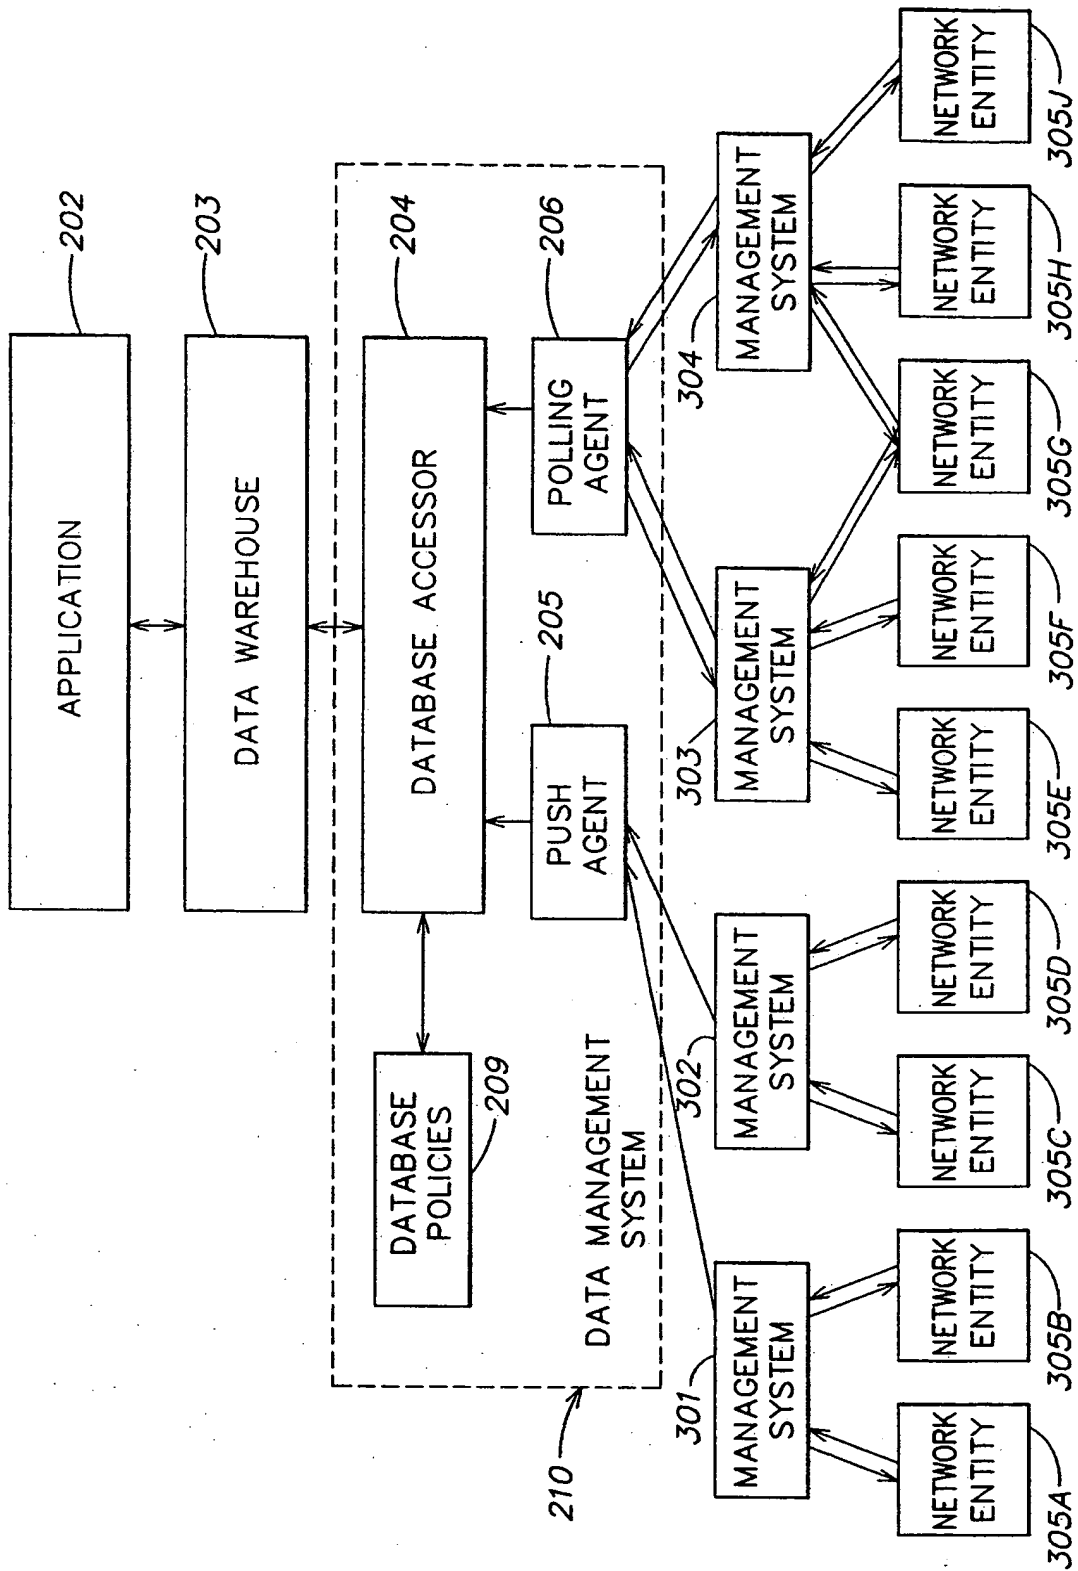 APPLICATION
202
DATA WAREHOUSE
203
DATABASE
POLICIES
209
DATABASE ACCESSOR
204
PUSH
AGENT
205
POLLING
AGENT
206
DATA MANAGEMENT
SYSTEM
210
301
MANAGEMENT
SYSTEM
302
MANAGEMENT
SYSTEM
303
MANAGEMENT
SYSTEM
304
MANAGEMENT
SYSTEM
NETWORK
ENTITY
305A
NETWORK
ENTITY
305B
NETWORK
ENTITY
305C
NETWORK
ENTITY
305D
NETWORK
ENTITY
305E
NETWORK
ENTITY
305F
NETWORK
ENTITY
305G
NETWORK
ENTITY
305H
NETWORK
ENTITY
305J